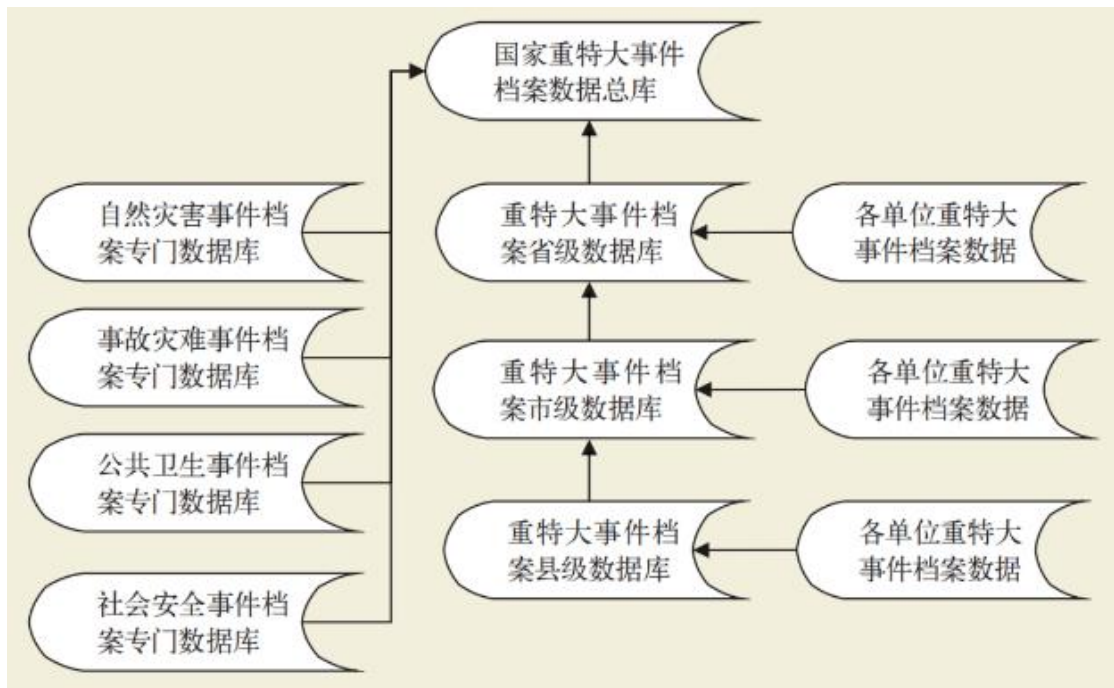 国家重特大事件
档案数据总库
自然灾害事件档
案专门数据库
重特大事件档
案省级数据库
各单位重特大
事件档案数据
事故灾难事件档
案专门数据库
重特大事件档
案市级数据库
各单位重特大
事件档案数据
公共卫生事件档
案专门数据库
重特大事件档
案县级数据库
各单位重特大
事件档案数据
社会安全事件档
案专门数据库